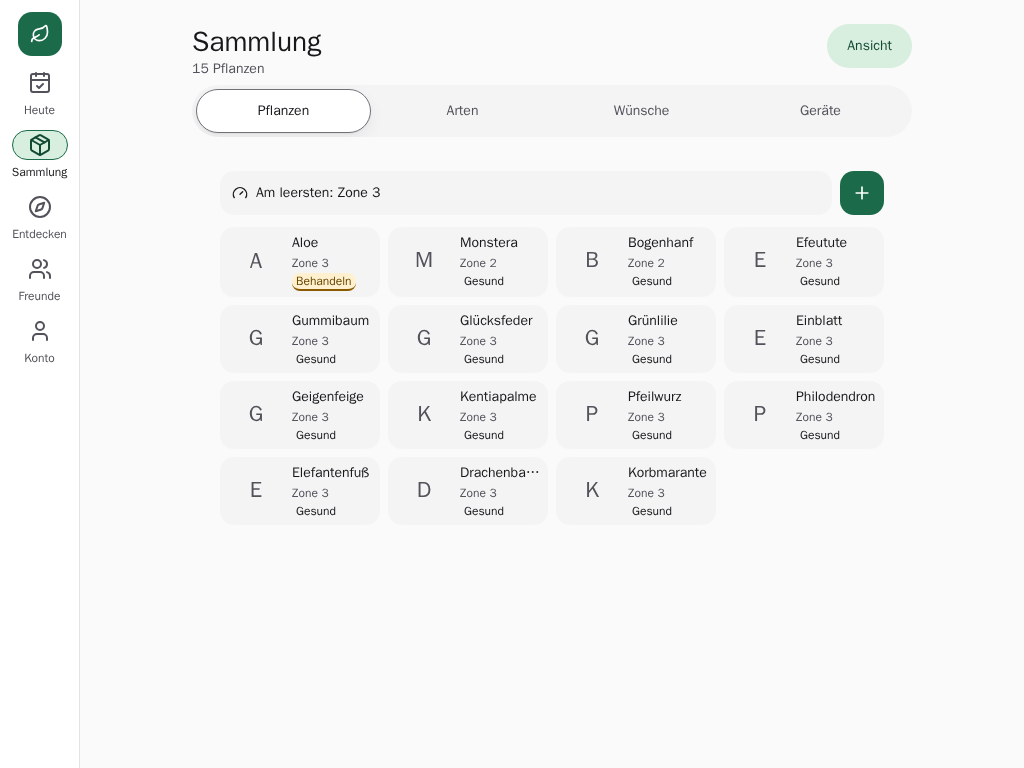 Heute
Sammlung
Entdecken
Freunde
Konto
Sammlung
15 Pflanzen
Ansicht
Pflanzen
Arten
Wünsche
Geräte
Am leersten: Zone 3
A
Aloe
Zone 3
Behandeln
M
Monstera
Zone 2
Gesund
B
Bogenhanf
Zone 2
Gesund
E
Efeutute
Zone 3
Gesund
G
Gummibaum
Zone 3
Gesund
G
Glücksfeder
Zone 3
Gesund
G
Grünlilie
Zone 3
Gesund
E
Einblatt
Zone 3
Gesund
G
Geigenfeige
Zone 3
Gesund
K
Kentiapalme
Zone 3
Gesund
P
Pfeilwurz
Zone 3
Gesund
P
Philodendron
Zone 3
Gesund
E
Elefantenfuß
Zone 3
Gesund
D
Drachenba…
Zone 3
Gesund
K
Korbmarante
Zone 3
Gesund